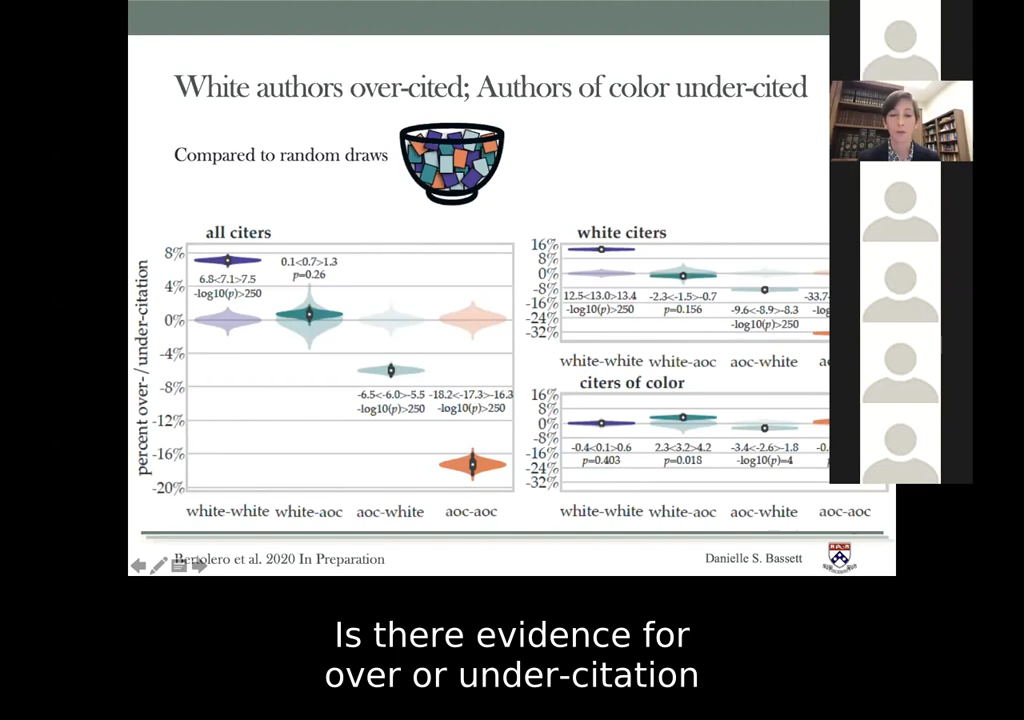 White authors over-cited; Authors of color under-cited
Compared to random draws
all citers
percent over-/under-citation
8%
4%
0%
-4%
-8%
-12%
-16%
-20%
6.8<7.1>7.5
-log10(p)>250
0.1<0.7>1.3
p=0.26
-6.5<-6.0>-5.5
-log10(p)>250
-18.2<-17.3>-16.3
-log10(p)>250
white-white white-aoc aoc-white aoc-aoc
white citers
16%
8%
0%
-8%
-16%
-24%
-32%
12.5<13.0>13.4
-log10(p)>250
-2.3<-1.5>-0.7
p=0.156
-9.6<-8.9>-8.3
-log10(p)>250
-33.7
-log
white-white white-aoc aoc-white
citers of color
16%
8%
0%
-8%
-16%
-24%
-32%
-0.4<0.1>0.6
p=0.403
2.3<3.2>4.2
p=0.018
-3.4<-2.6>-1.8
-log10(p)=4
-0.
white-white white-aoc aoc-white aoc-aoc
Bertolero et al. 2020 In Preparation
Danielle S. Bassett
Is there evidence for
over or under-citation